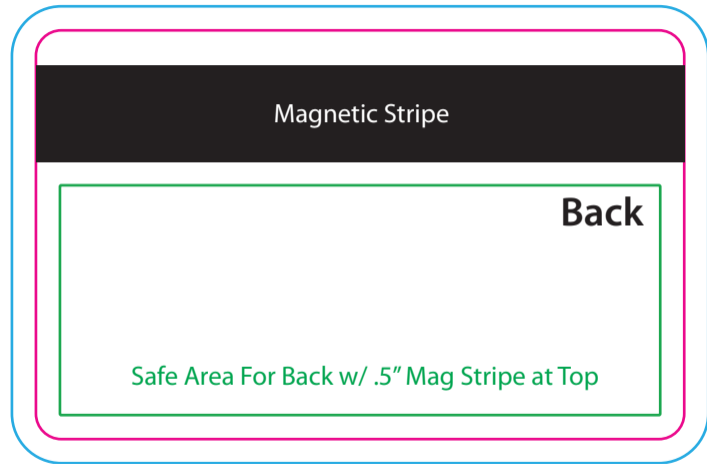 Magnetic Stripe
Back
Safe Area For Back w/ .5” Mag Stripe at Top